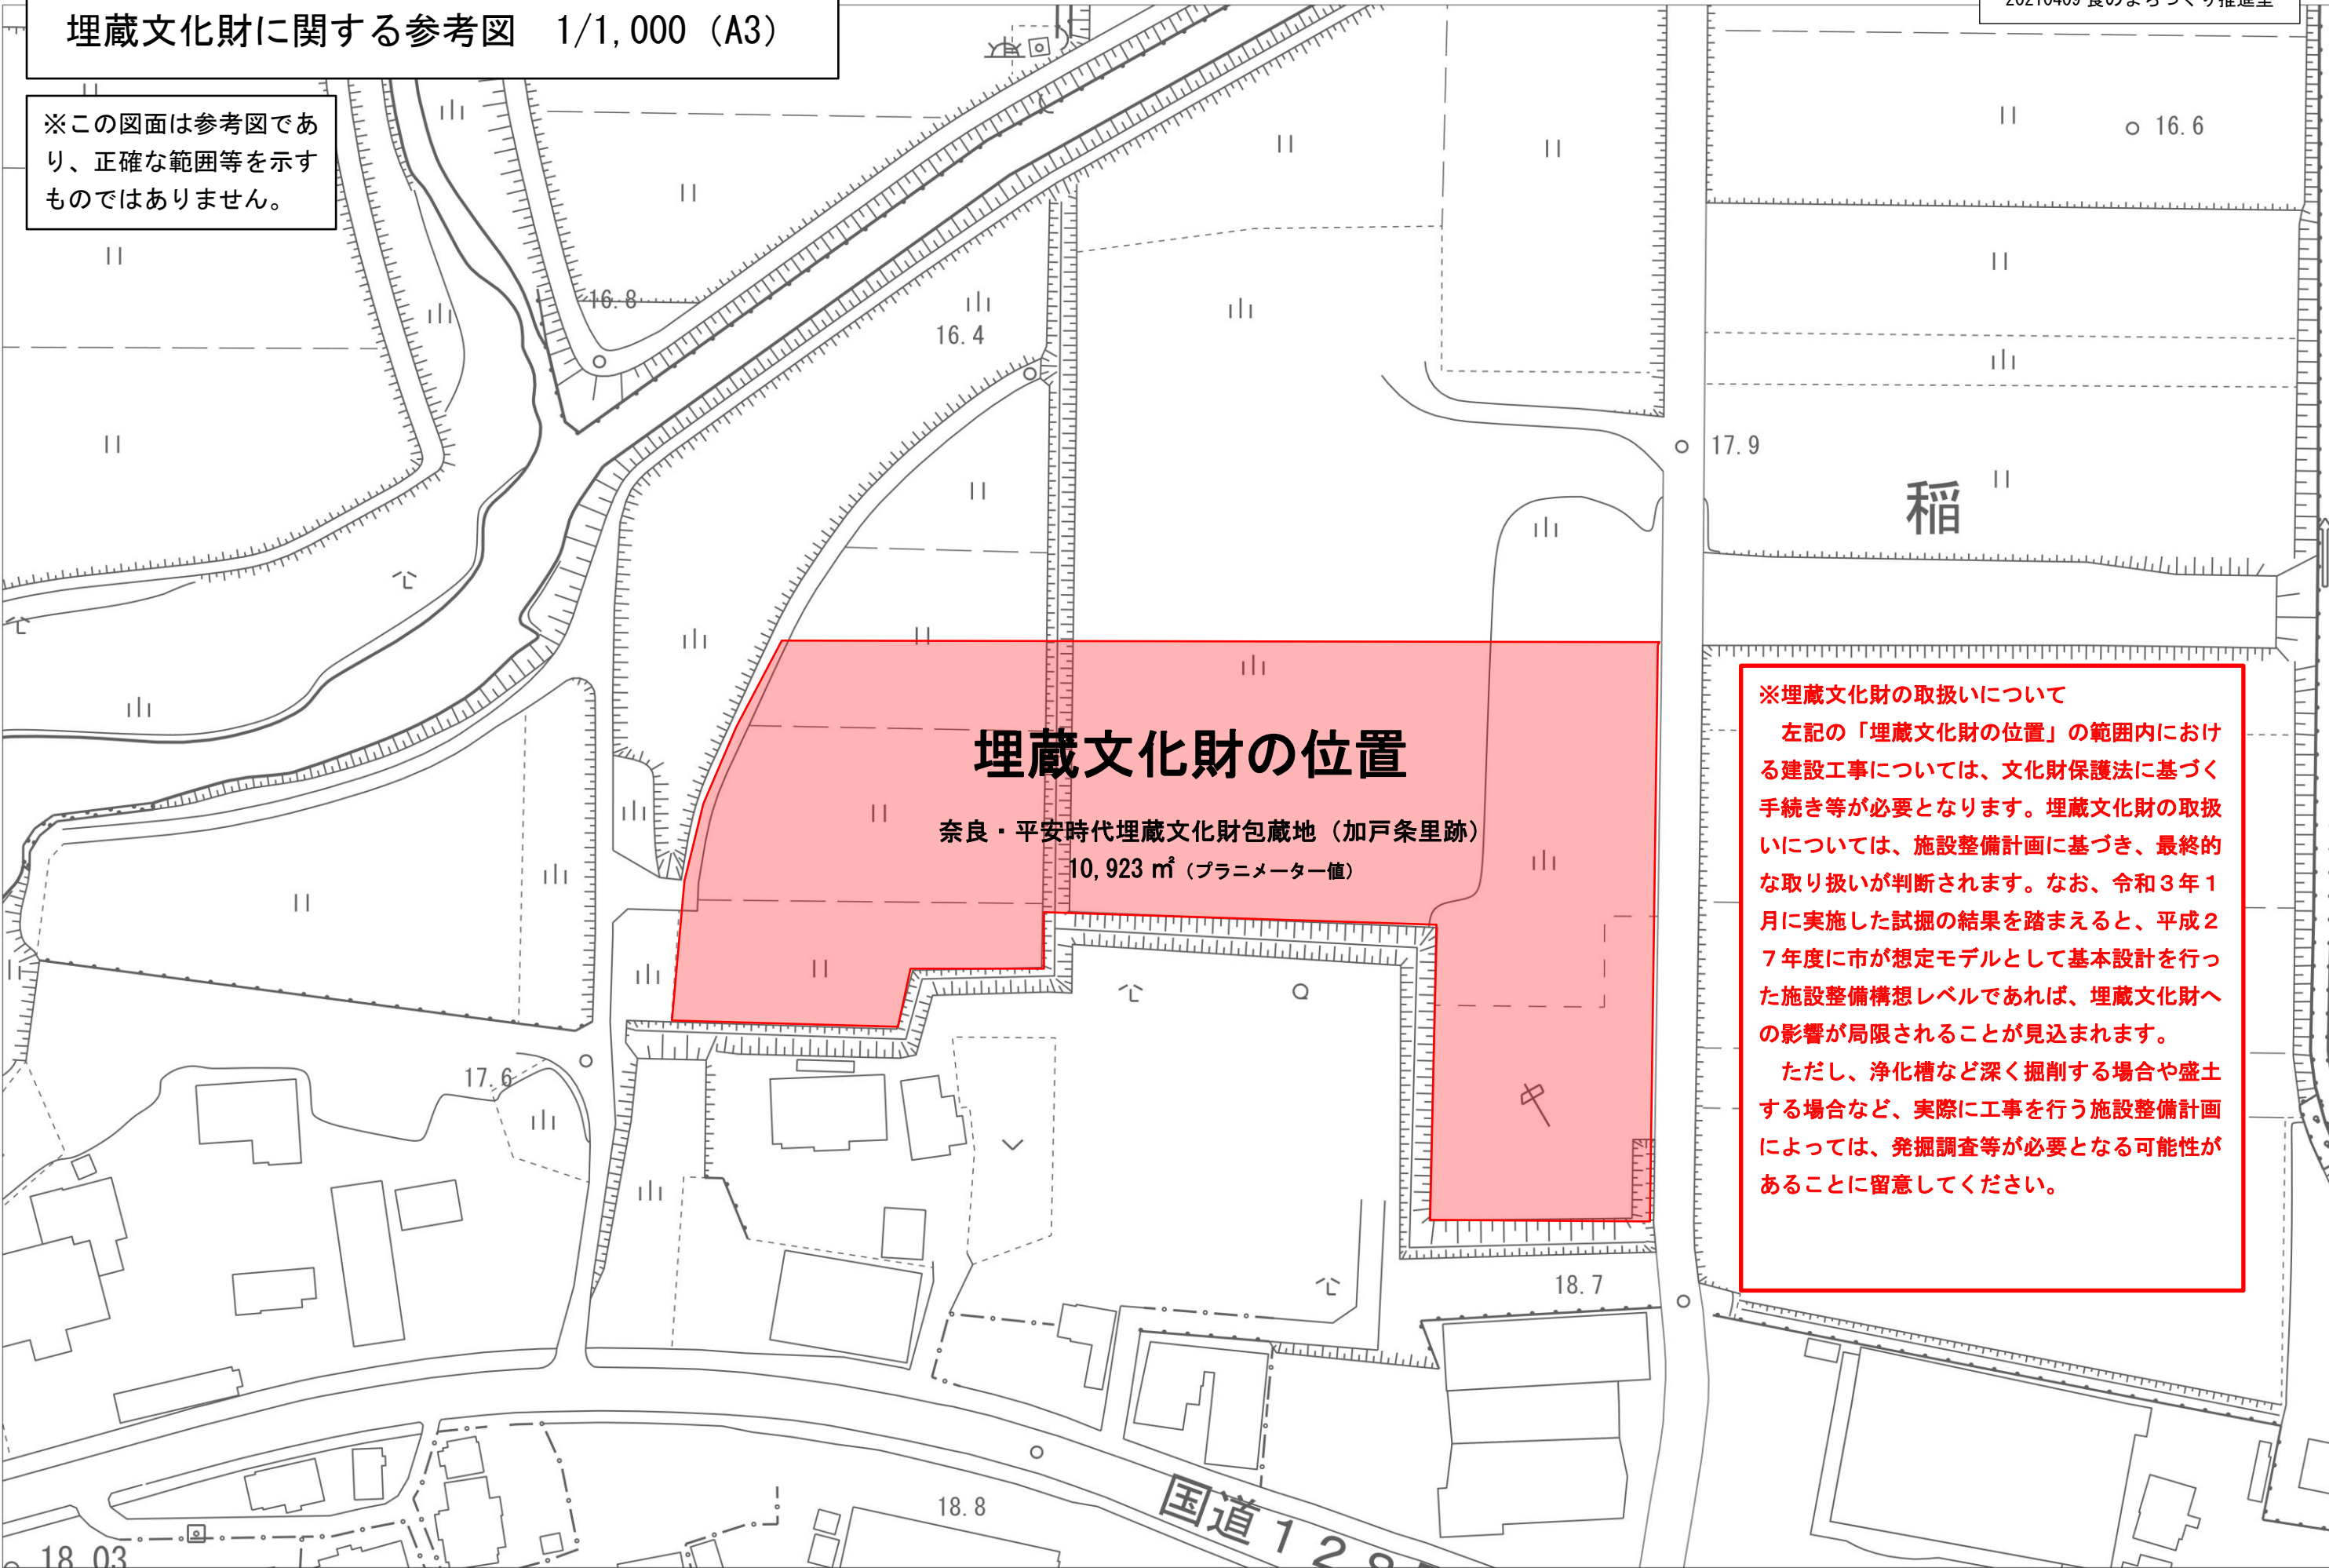 埋蔵文化財に関する参考図　1/1,000（A3）
※この図面は参考図であ
り、正確な範囲等を示す
ものではありません。
16.6
16.8
16.4
17.9
稲
埋蔵文化財の位置
奈良・平安時代埋蔵文化財包蔵地（加戸条里跡）
10,923 ㎡（プラニメーター値）
※埋蔵文化財の取扱いについて
　左記の「埋蔵文化財の位置」の範囲内におけ
る建設工事については、文化財保護法に基づく
手続き等が必要となります。埋蔵文化財の取扱
いについては、施設整備計画に基づき、最終的
な取り扱いが判断されます。なお、令和３年１
月に実施した試掘の結果を踏まえると、平成２
７年度に市が想定モデルとして基本設計を行っ
た施設整備構想レベルであれば、埋蔵文化財へ
の影響が局限されることが見込まれます。
　ただし、浄化槽など深く掘削する場合や盛土
する場合など、実際に工事を行う施設整備計画
によっては、発掘調査等が必要となる可能性が
あることに留意してください。
17.6
18.7
18.8
国道１２
18.03